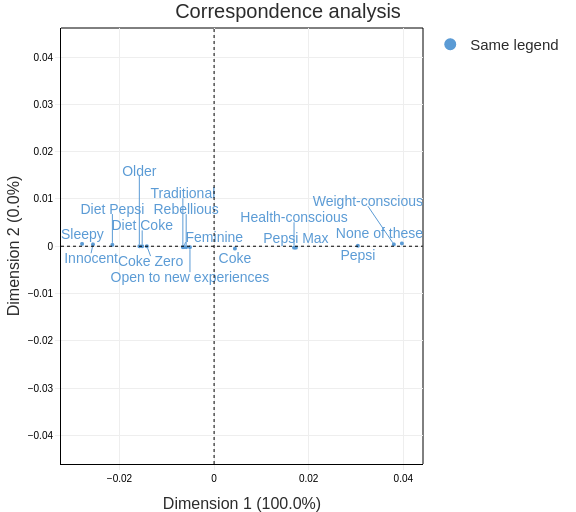 Correspondence analysis
Same legend
0.04
0.03
0.02
0.01
0
−0.01
−0.02
−0.03
−0.04
Dimension 2 (0.0%)
Older
Traditional
Weight-conscious
Diet Pepsi
Rebellious
Health-conscious
Diet Coke
Sleepy
Feminine
Pepsi Max
None of these
Innocent
Coke Zero
Coke
Pepsi
Open to new experiences
−0.02
0
0.02
0.04
Dimension 1 (100.0%)